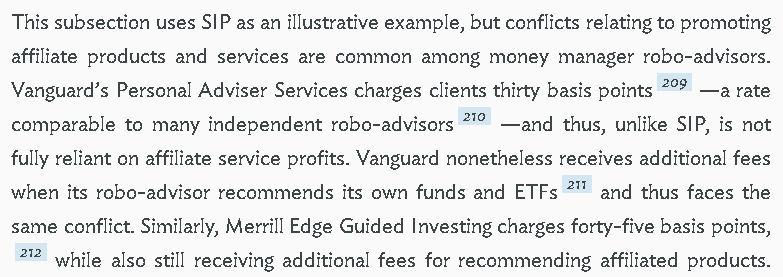 This subsection uses SIP as an illustrative example, but conflicts relating to promoting
affiliate products and services are common among money manager robo-advisors.
Vanguard's Personal Adviser Services charges clients thirty basis points 209 —a rate
comparable to many independent robo-advisors 210 —and thus, unlike SIP, is not
fully reliant on affiliate service profits. Vanguard nonetheless receives additional fees
when its robo-advisor recommends its own funds and ETFs 211 and thus faces the
same conflict. Similarly, Merrill Edge Guided Investing charges forty-five basis points,
212 while also still receiving additional fees for recommending affiliated products.